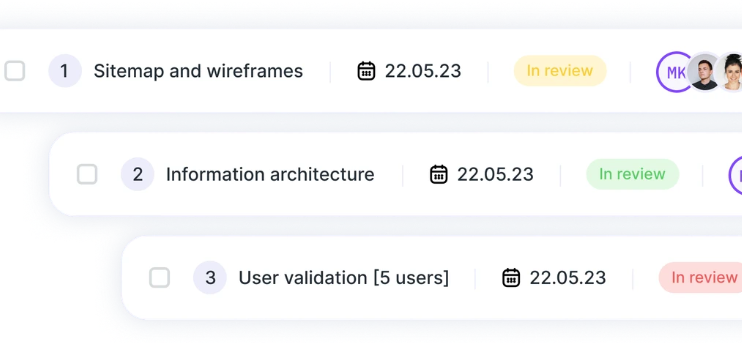 1 Sitemap and wireframes 22.05.23 In review MK
2 Information architecture 22.05.23 In review
3 User validation [5 users] 22.05.23 In review